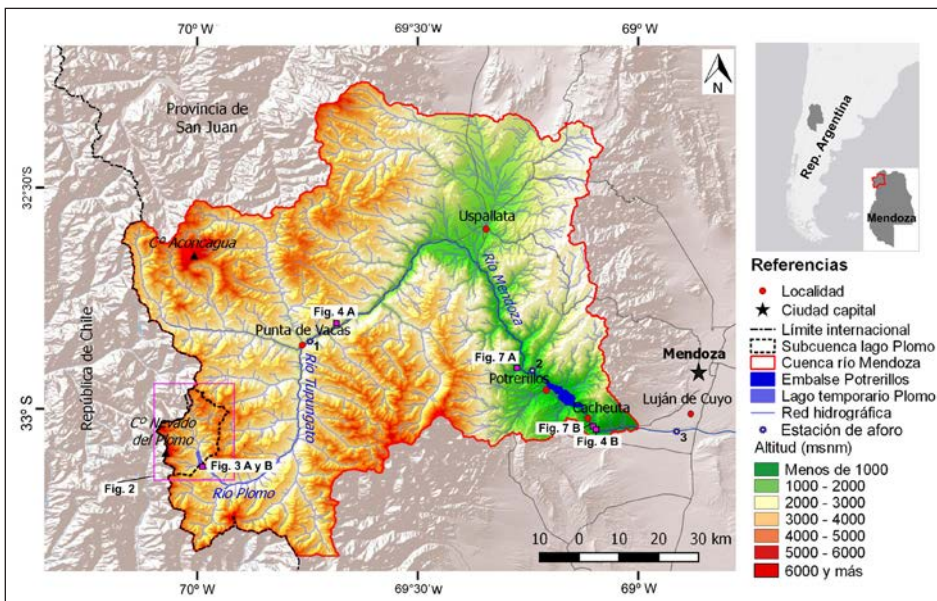 70° W
69°30' W
69° W
32°30' S
33° S
Provincia de
San Juan
República de Chile
Cº Aconcagua
Uspallata
Río Mendoza
Fig. 4 A
Punta de Vacas
1
Río Tupungato
Fig. 7 A
2
Potrerillos
Cacheuta
Fig. 7 B
Fig. 4 B
Mendoza
Luján de Cuyo
3
Cº Nevado
del Plomo
Fig. 3 A y B
Fig. 2
Río Plomo
N
10 0 10 20 30 km
70° W
69°30' W
69° W
Rep. Argentina
Mendoza
Referencias
Localidad
Ciudad capital
Límite internacional
Subcuenca lago Plomo
Cuenca río Mendoza
Embalse Potrerillos
Lago temporario Plomo
Red hidrográfica
Estación de aforo
Altitud (msnm)
Menos de 1000
1000 - 2000
2000 - 3000
3000 - 4000
4000 - 5000
5000 - 6000
6000 y más